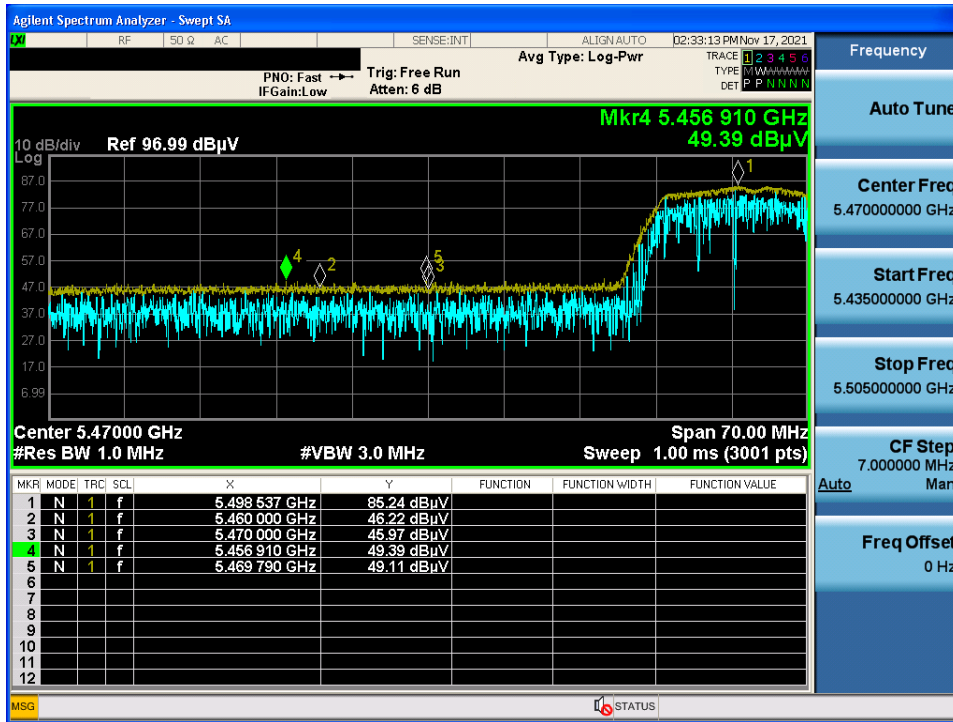 Agilent Spectrum Analyzer - Swept SA
LXI RF 50 Ω AC SENSE:INT ALIGN AUTO 02:33:13 PM Nov 17, 2021
Frequency
Avg Type: Log-Pwr
TRACE 1 2 3 4 5 6
PNO: Fast Trig: Free Run
TYPE M W W W W W
IFGain:Low Atten: 6 dB
DET P P N N N N
Auto Tune
Mkr4 5.456 910 GHz
49.39 dBµV
10 dB/div Ref 96.99 dBµV
Log
87.0
77.0
67.0
57.0
47.0
37.0
27.0
17.0
6.99
1
4
2
5
3
Center Freq
5.470000000 GHz
Start Freq
5.435000000 GHz
Stop Freq
5.505000000 GHz
Center 5.47000 GHz Span 70.00 MHz
#Res BW 1.0 MHz #VBW 3.0 MHz Sweep 1.00 ms (3001 pts)
CF Step
7.000000 MHz
Auto Man
Freq Offset
0 Hz
MKR MODE TRC SCL X Y FUNCTION FUNCTION WIDTH FUNCTION VALUE
1 N 1 f 5.498 537 GHz 85.24 dBµV
2 N 1 f 5.460 000 GHz 46.22 dBµV
3 N 1 f 5.470 000 GHz 45.97 dBµV
4 N 1 f 5.456 910 GHz 49.39 dBµV
5 N 1 f 5.469 790 GHz 49.11 dBµV
6
7
8
9
10
11
12
MSG STATUS